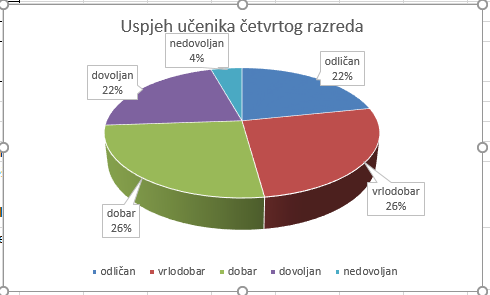 Uspjeh učenika četvrtog razreda
nedovoljan
4%
odličan
22%
dovoljan
22%
vrlodobar
26%
dobar
26%
odličan vrlodobar dobar dovoljan nedovoljan